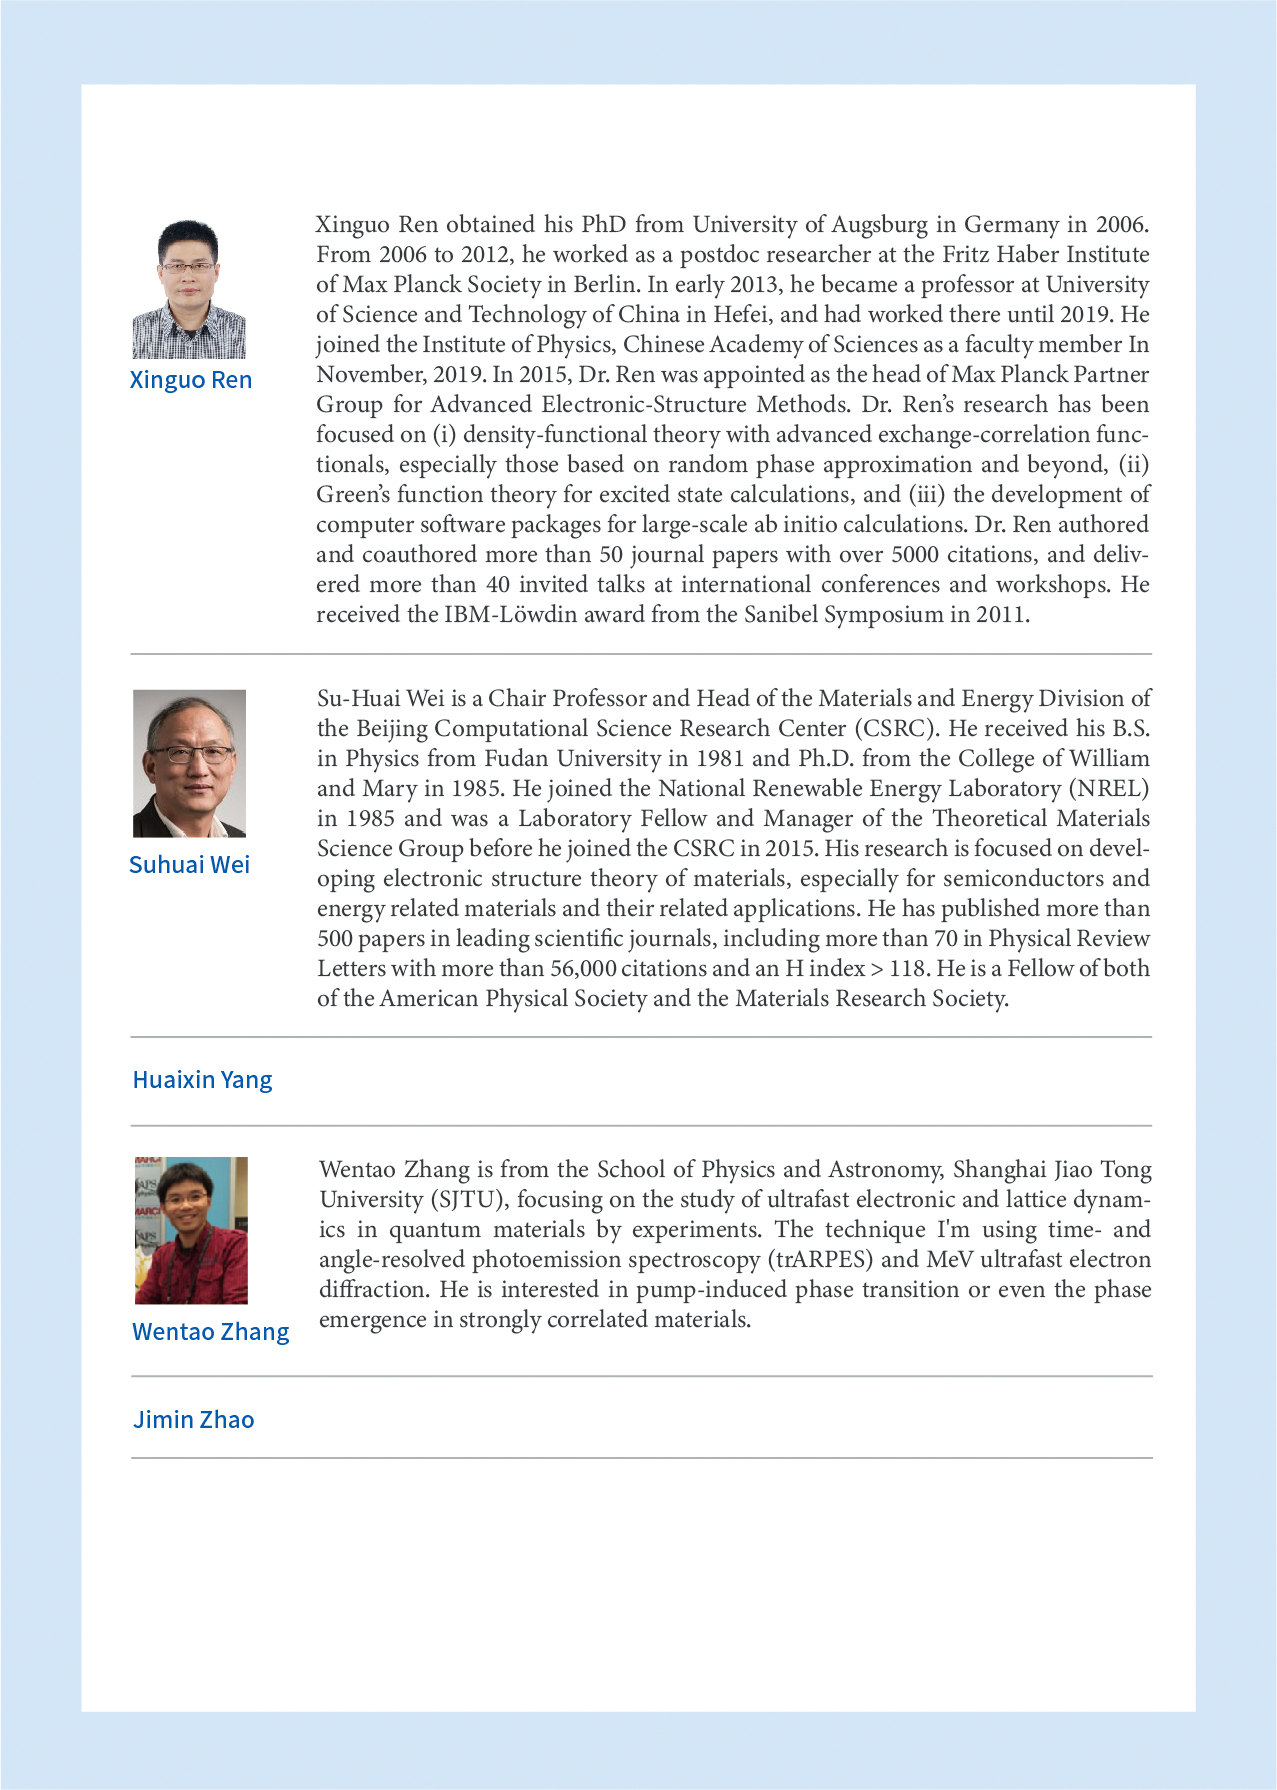 Xinguo Ren obtained his PhD from University of Augsburg in Germany in 2006.
From 2006 to 2012, he worked as a postdoc researcher at the Fritz Haber Institute
of Max Planck Society in Berlin. In early 2013, he became a professor at University
of Science and Technology of China in Hefei, and had worked there until 2019. He
joined the Institute of Physics, Chinese Academy of Sciences as a faculty member In
November, 2019. In 2015, Dr. Ren was appointed as the head of Max Planck Partner
Group for Advanced Electronic-Structure Methods. Dr. Ren’s research has been
focused on (i) density-functional theory with advanced exchange-correlation func-
tionals, especially those based on random phase approximation and beyond, (ii)
Green’s function theory for excited state calculations, and (iii) the development of
computer software packages for large-scale ab initio calculations. Dr. Ren authored
and coauthored more than 50 journal papers with over 5000 citations, and deliv-
ered more than 40 invited talks at international conferences and workshops. He
received the IBM-Löwdin award from the Sanibel Symposium in 2011.
Xinguo Ren
Su-Huai Wei is a Chair Professor and Head of the Materials and Energy Division of
the Beijing Computational Science Research Center (CSRC). He received his B.S.
in Physics from Fudan University in 1981 and Ph.D. from the College of William
and Mary in 1985. He joined the National Renewable Energy Laboratory (NREL)
in 1985 and was a Laboratory Fellow and Manager of the Theoretical Materials
Science Group before he joined the CSRC in 2015. His research is focused on devel-
oping electronic structure theory of materials, especially for semiconductors and
energy related materials and their related applications. He has published more than
500 papers in leading scientific journals, including more than 70 in Physical Review
Letters with more than 56,000 citations and an H index > 118. He is a Fellow of both
of the American Physical Society and the Materials Research Society.
Suhuai Wei
Huaixin Yang
Wentao Zhang is from the School of Physics and Astronomy, Shanghai Jiao Tong
University (SJTU), focusing on the study of ultrafast electronic and lattice dynam-
ics in quantum materials by experiments. The technique I'm using time- and
angle-resolved photoemission spectroscopy (trARPES) and MeV ultrafast electron
diffraction. He is interested in pump-induced phase transition or even the phase
emergence in strongly correlated materials.
Wentao Zhang
Jimin Zhao